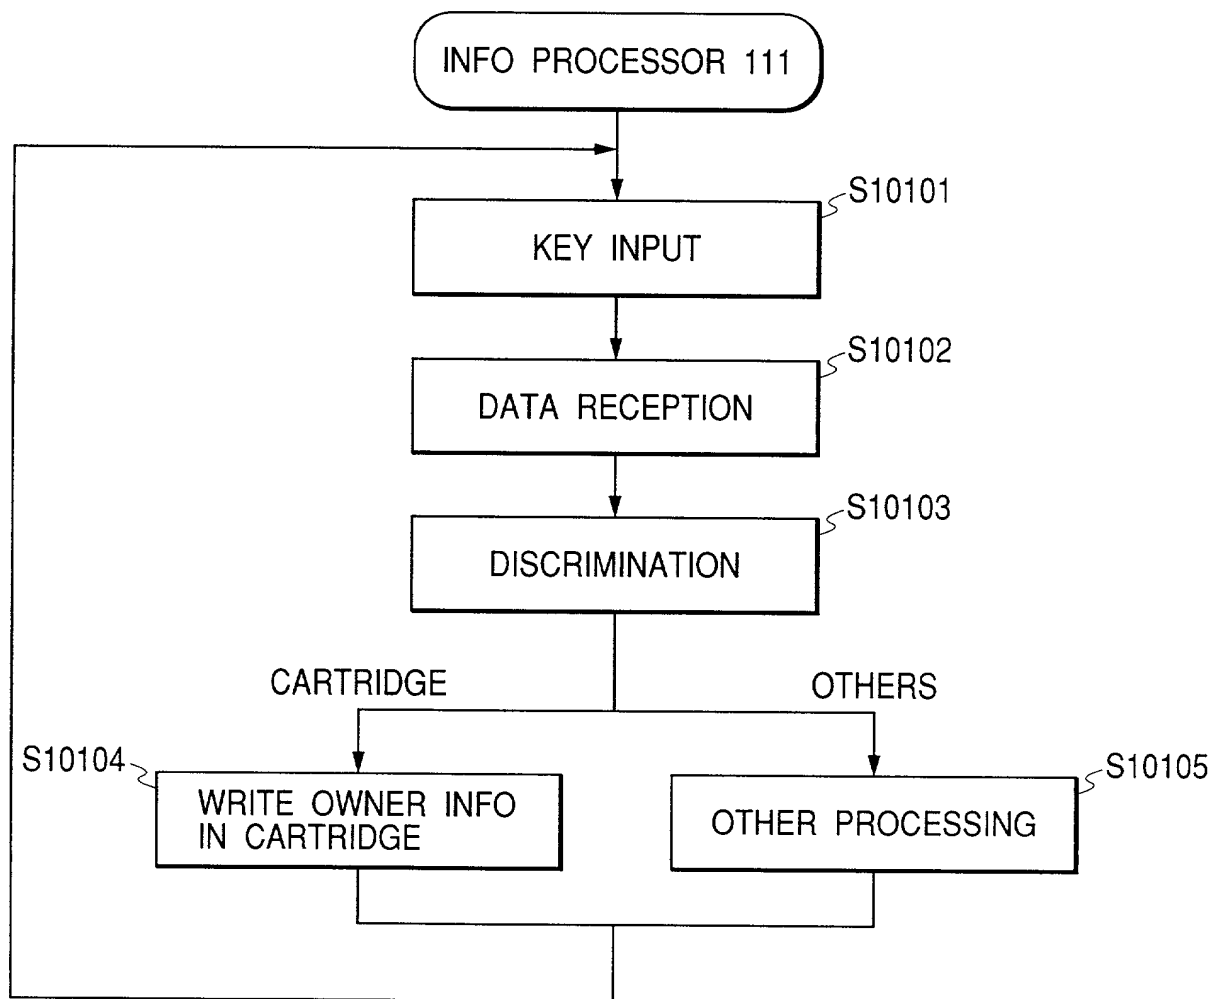 INFO PROCESSOR 111
S10101
KEY INPUT
S10102
DATA RECEPTION
S10103
DISCRIMINATION
CARTRIDGE
OTHERS
S10104
WRITE OWNER INFO
IN CARTRIDGE
S10105
OTHER PROCESSING